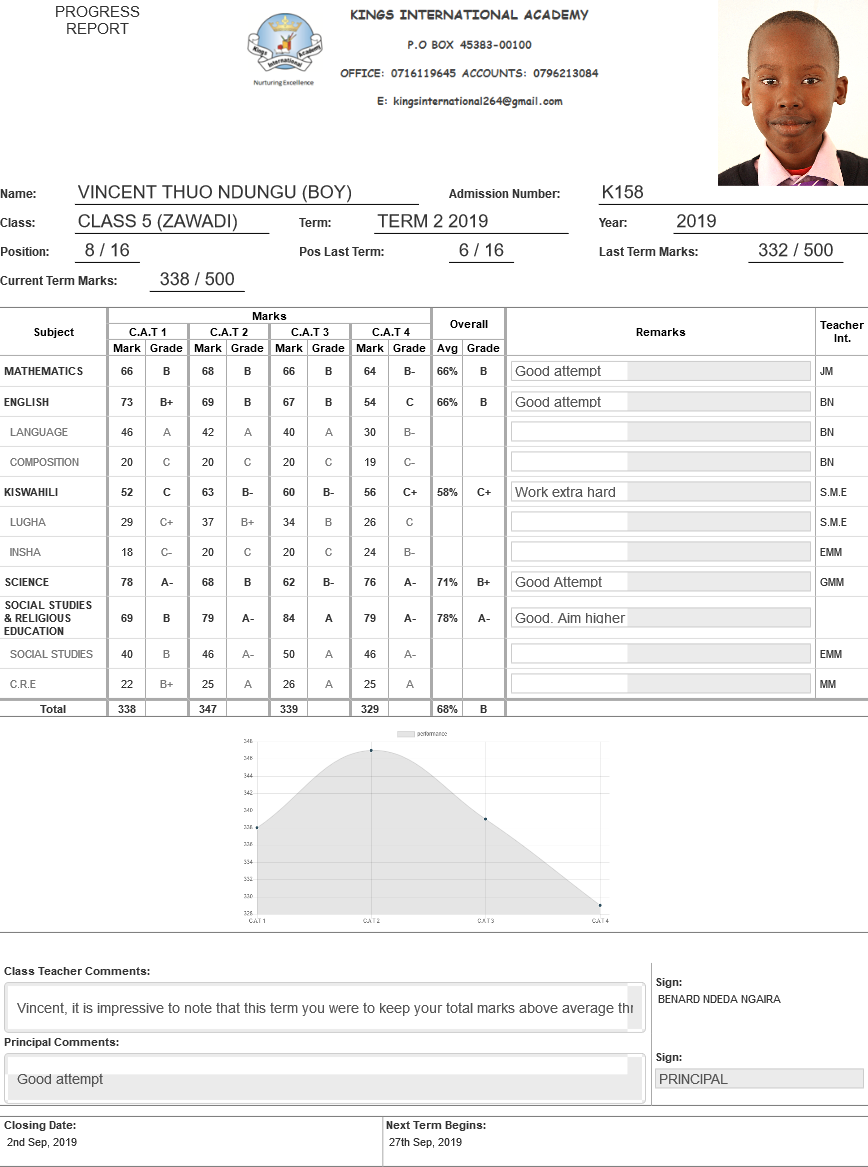 PROGRESS
REPORT
Kings International Academy
Nurturing Excellence
KINGS INTERNATIONAL ACADEMY
P.O BOX 45383-00100
OFFICE: 0716119645 ACCOUNTS: 0796213084
E: kingsinternational264@gmail.com
Name: VINCENT THUO NDUNGU (BOY) Admission Number: K158
Class: CLASS 5 (ZAWADI) Term: TERM 2 2019 Year: 2019
Position: 8 / 16 Pos Last Term: 6 / 16 Last Term Marks: 332 / 500
Current Term Marks: 338 / 500
Subject Marks Overall Remarks Teacher Int.
C.A.T 1 C.A.T 2 C.A.T 3 C.A.T 4
Mark Grade Mark Grade Mark Grade Mark Grade Avg Grade
MATHEMATICS 66 B 68 B 66 B 64 B- 66% B Good attempt JM
ENGLISH 73 B+ 69 B 67 B 54 C 66% B Good attempt BN
LANGUAGE 46 A 42 A 40 A 30 B- BN
COMPOSITION 20 C 20 C 20 C 19 C- BN
KISWAHILI 52 C 63 B- 60 B- 56 C+ 58% C+ Work extra hard S.M.E
LUGHA 29 C+ 37 B+ 34 B 26 C S.M.E
INSHA 18 C- 20 C 20 C 24 B- EMM
SCIENCE 78 A- 68 B 62 B- 76 A- 71% B+ Good Attempt GMM
SOCIAL STUDIES
& RELIGIOUS
EDUCATION 69 B 79 A- 84 A 79 A- 78% A- Good. Aim higher
SOCIAL STUDIES 40 B 46 A- 50 A 46 A- EMM
C.R.E 22 B+ 25 A 26 A 25 A MM
Total 338 347 339 329 68% B
performance
348
346
344
342
340
338
336
334
332
330
328
C.A.T 1 C.A.T 2 C.A.T 3 C.A.T 4
Class Teacher Comments:
Vincent, it is impressive to note that this term you were to keep your total marks above average
Sign:
BENARD NDEDA NGAIRA
Principal Comments:
Good attempt
Sign:
PRINCIPAL
Closing Date: Next Term Begins:
2nd Sep, 2019 27th Sep, 2019